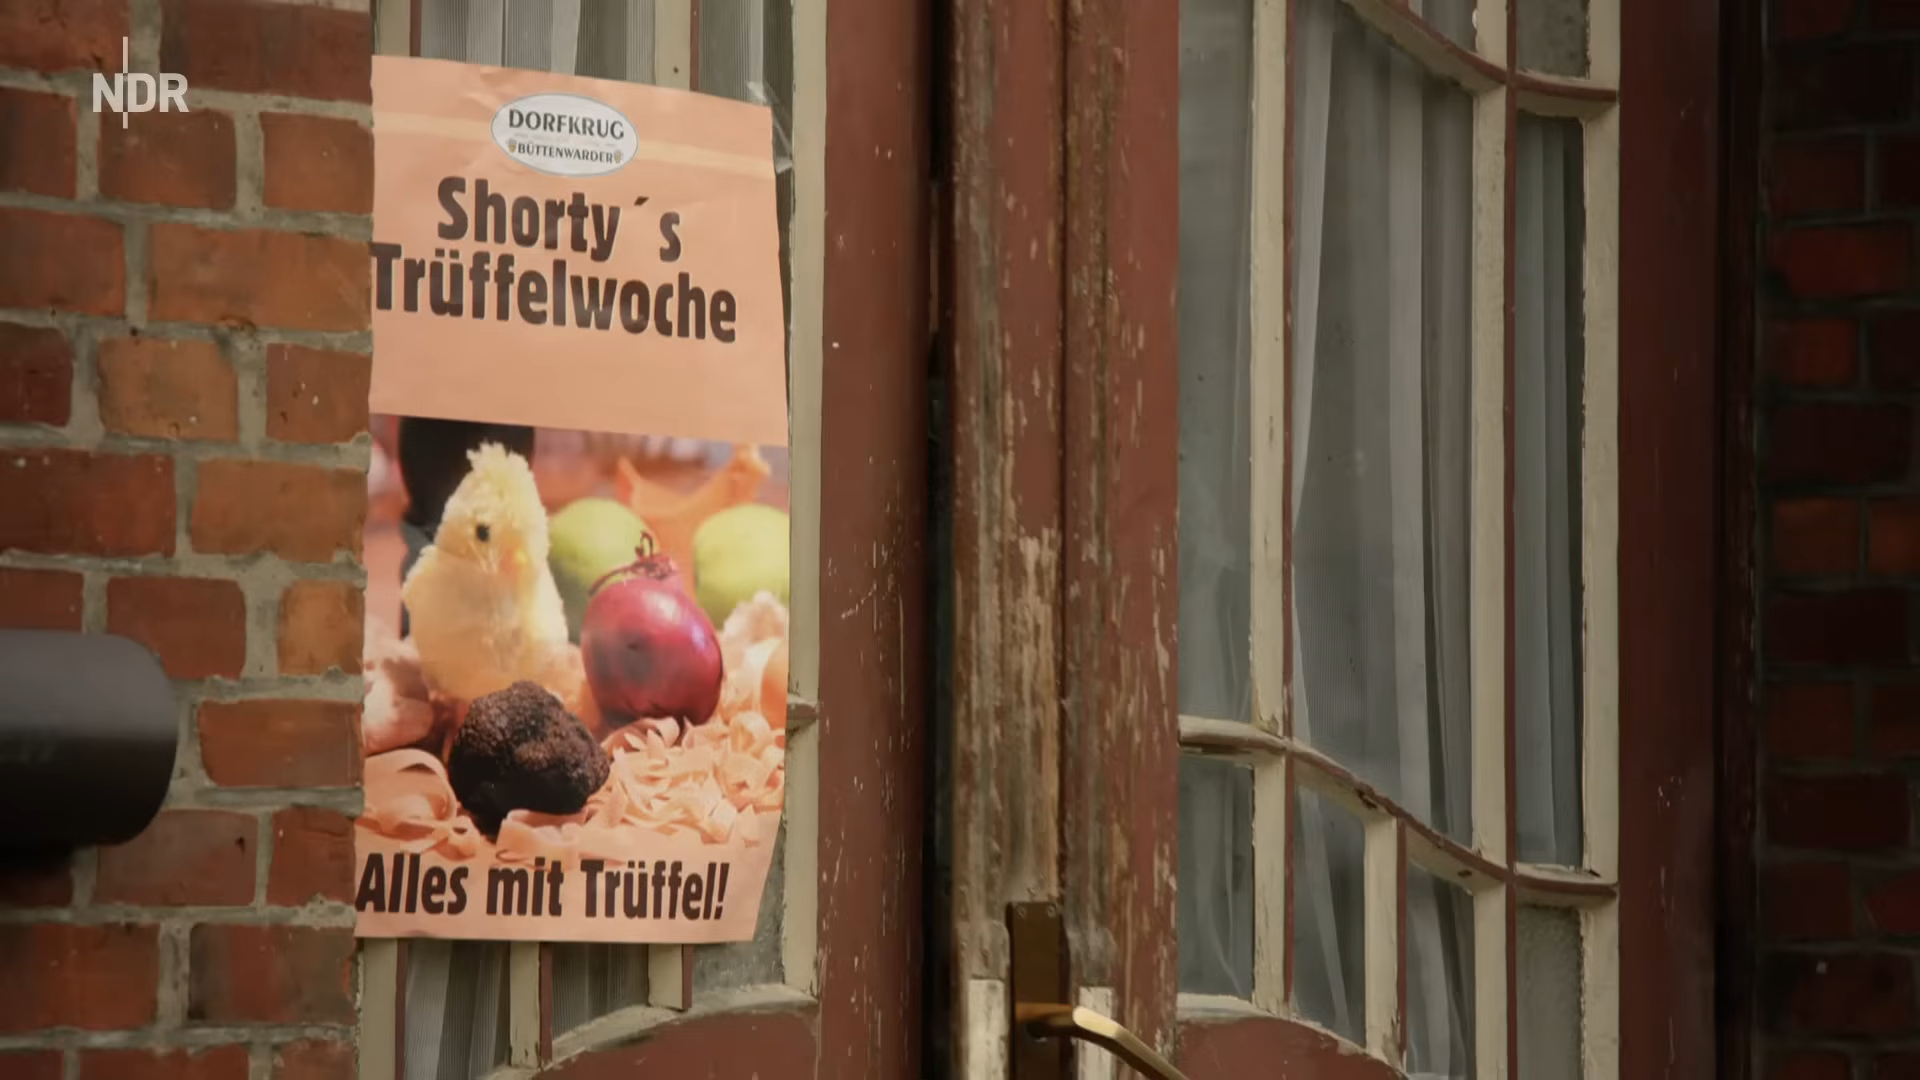 NDR
DORFKRUG
BÜTTENWARDER
Shorty´s
Trüffelwoche
Alles mit Trüffel!